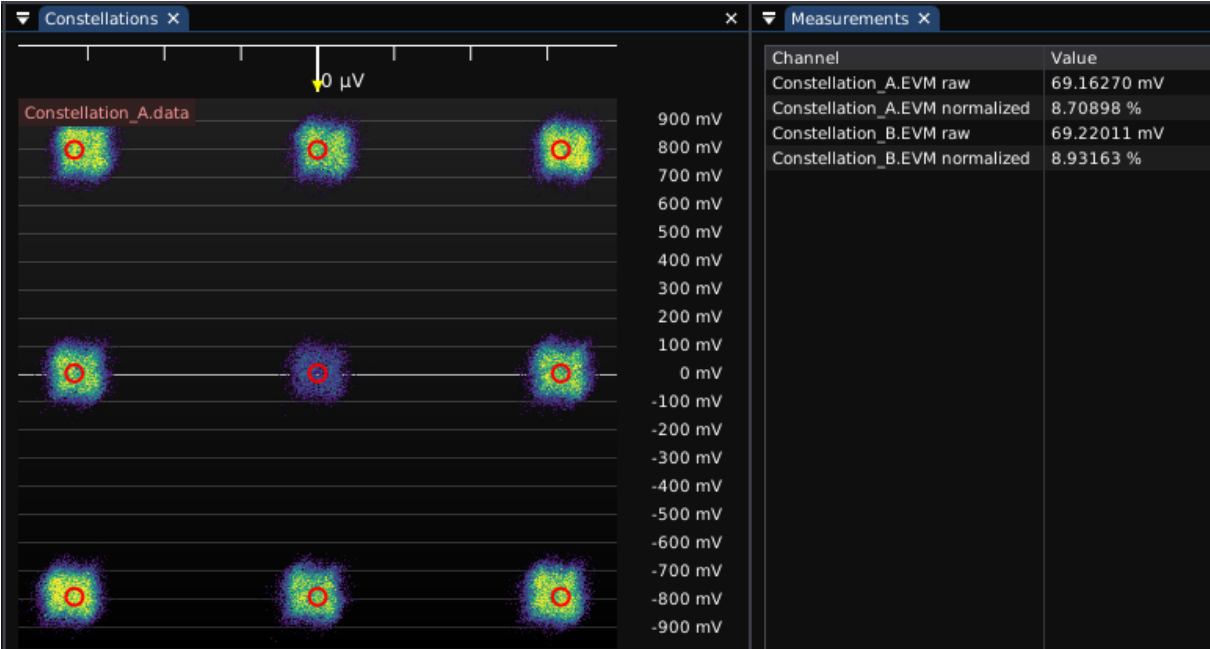 Constellations ×
×
0 µV
Constellation_A.data
900 mV
800 mV
700 mV
600 mV
500 mV
400 mV
300 mV
200 mV
100 mV
0 mV
-100 mV
-200 mV
-300 mV
-400 mV
-500 mV
-600 mV
-700 mV
-800 mV
-900 mV
Measurements ×
Channel Value
Constellation_A.EVM raw 69.16270 mV
Constellation_A.EVM normalized 8.70898 %
Constellation_B.EVM raw 69.22011 mV
Constellation_B.EVM normalized 8.93163 %